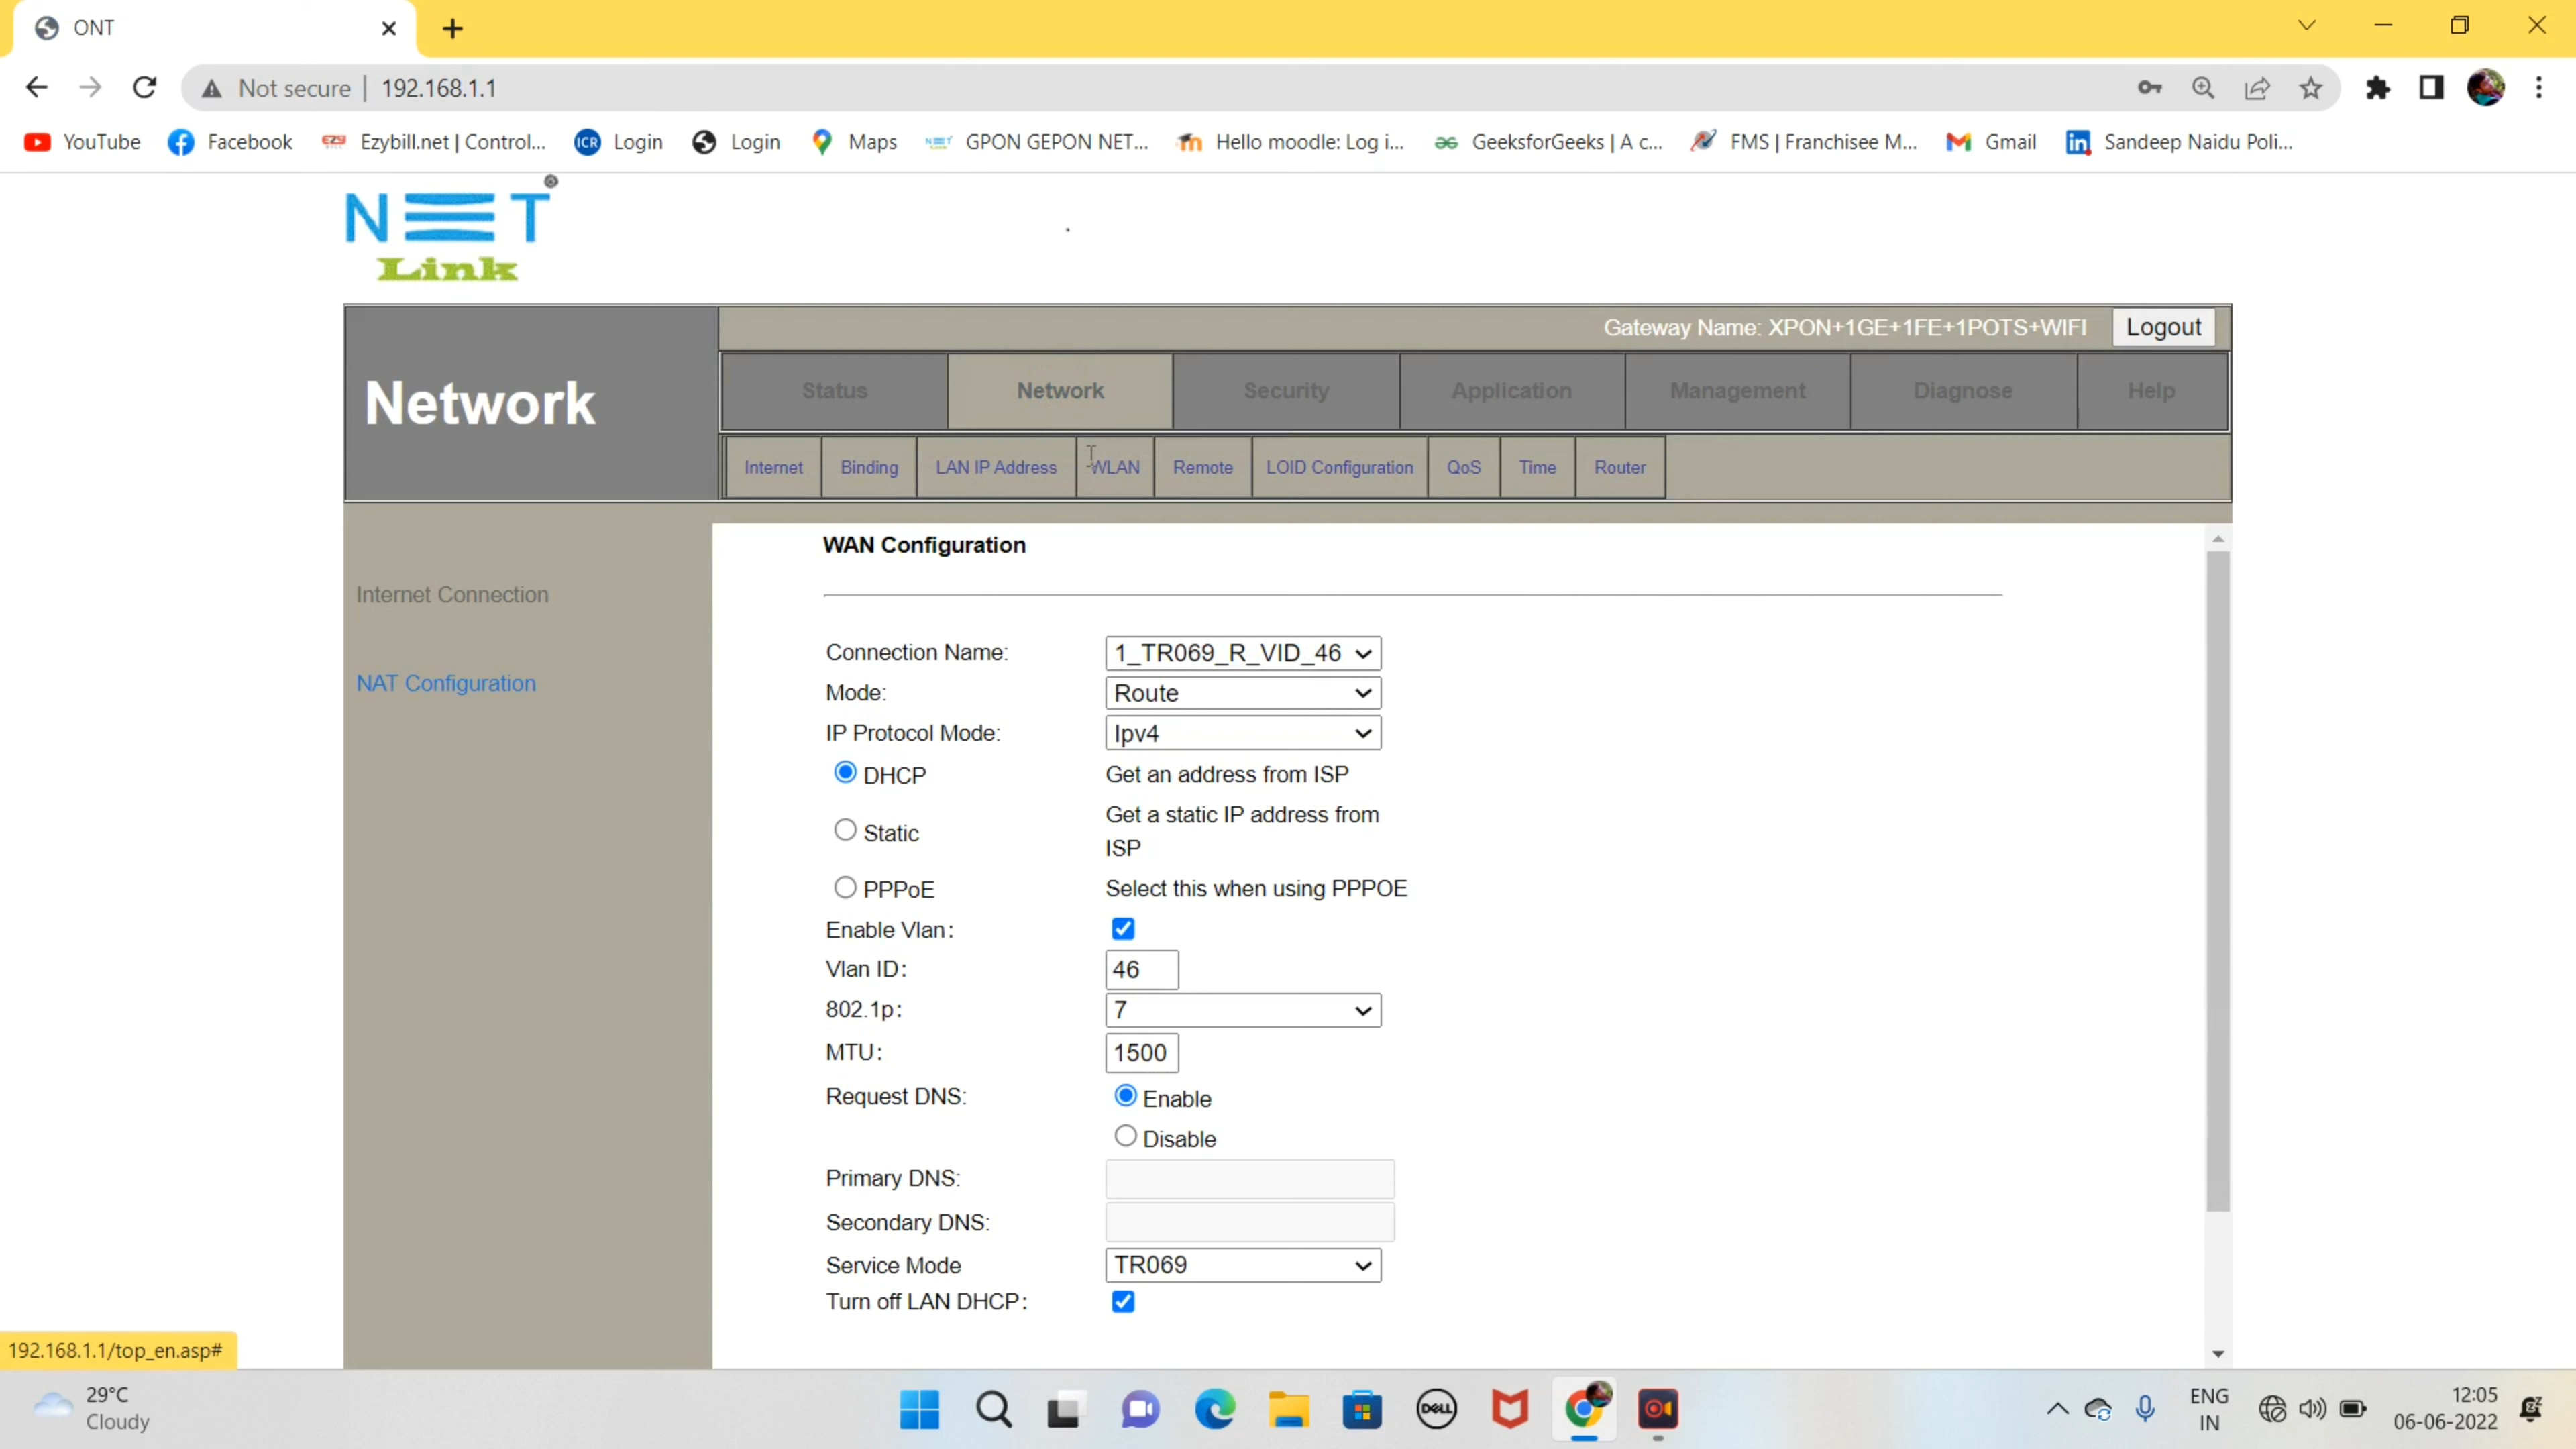 ONT
Not secure | 192.168.1.1
YouTube Facebook Ezybill.net | Control... Login Login Maps GPON GEPON NET... Hello moodle: Log i... GeeksforGeeks | A c... FMS | Franchisee M... Gmail Sandeep Naidu Poli...
NET
Link
Gateway Name: XPON+1GE+1FE+1POTS+WIFI Logout
Network
Status Network Security Application Management Diagnose Help
Internet Binding LAN IP Address WLAN Remote LOID Configuration QoS Time Router
WAN Configuration
Internet Connection
NAT Configuration
Connection Name: 1_TR069_R_VID_46
Mode: Route
IP Protocol Mode: Ipv4
DHCP Get an address from ISP
Static Get a static IP address from
ISP
PPPoE Select this when using PPPOE
Enable Vlan:
Vlan ID: 46
802.1p: 7
MTU: 1500
Request DNS: Enable
Disable
Primary DNS:
Secondary DNS:
Service Mode TR069
Turn off LAN DHCP:
192.168.1.1/top_en.asp#
29°C
Cloudy
DELL
ENG
IN
12:05
06-06-2022